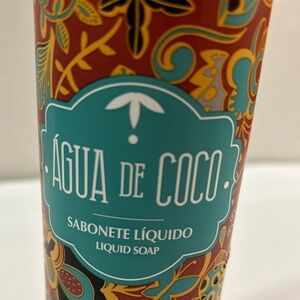 ÁGUA DE COCO
SABONETE LÍQUIDO
LIQUID SOAP